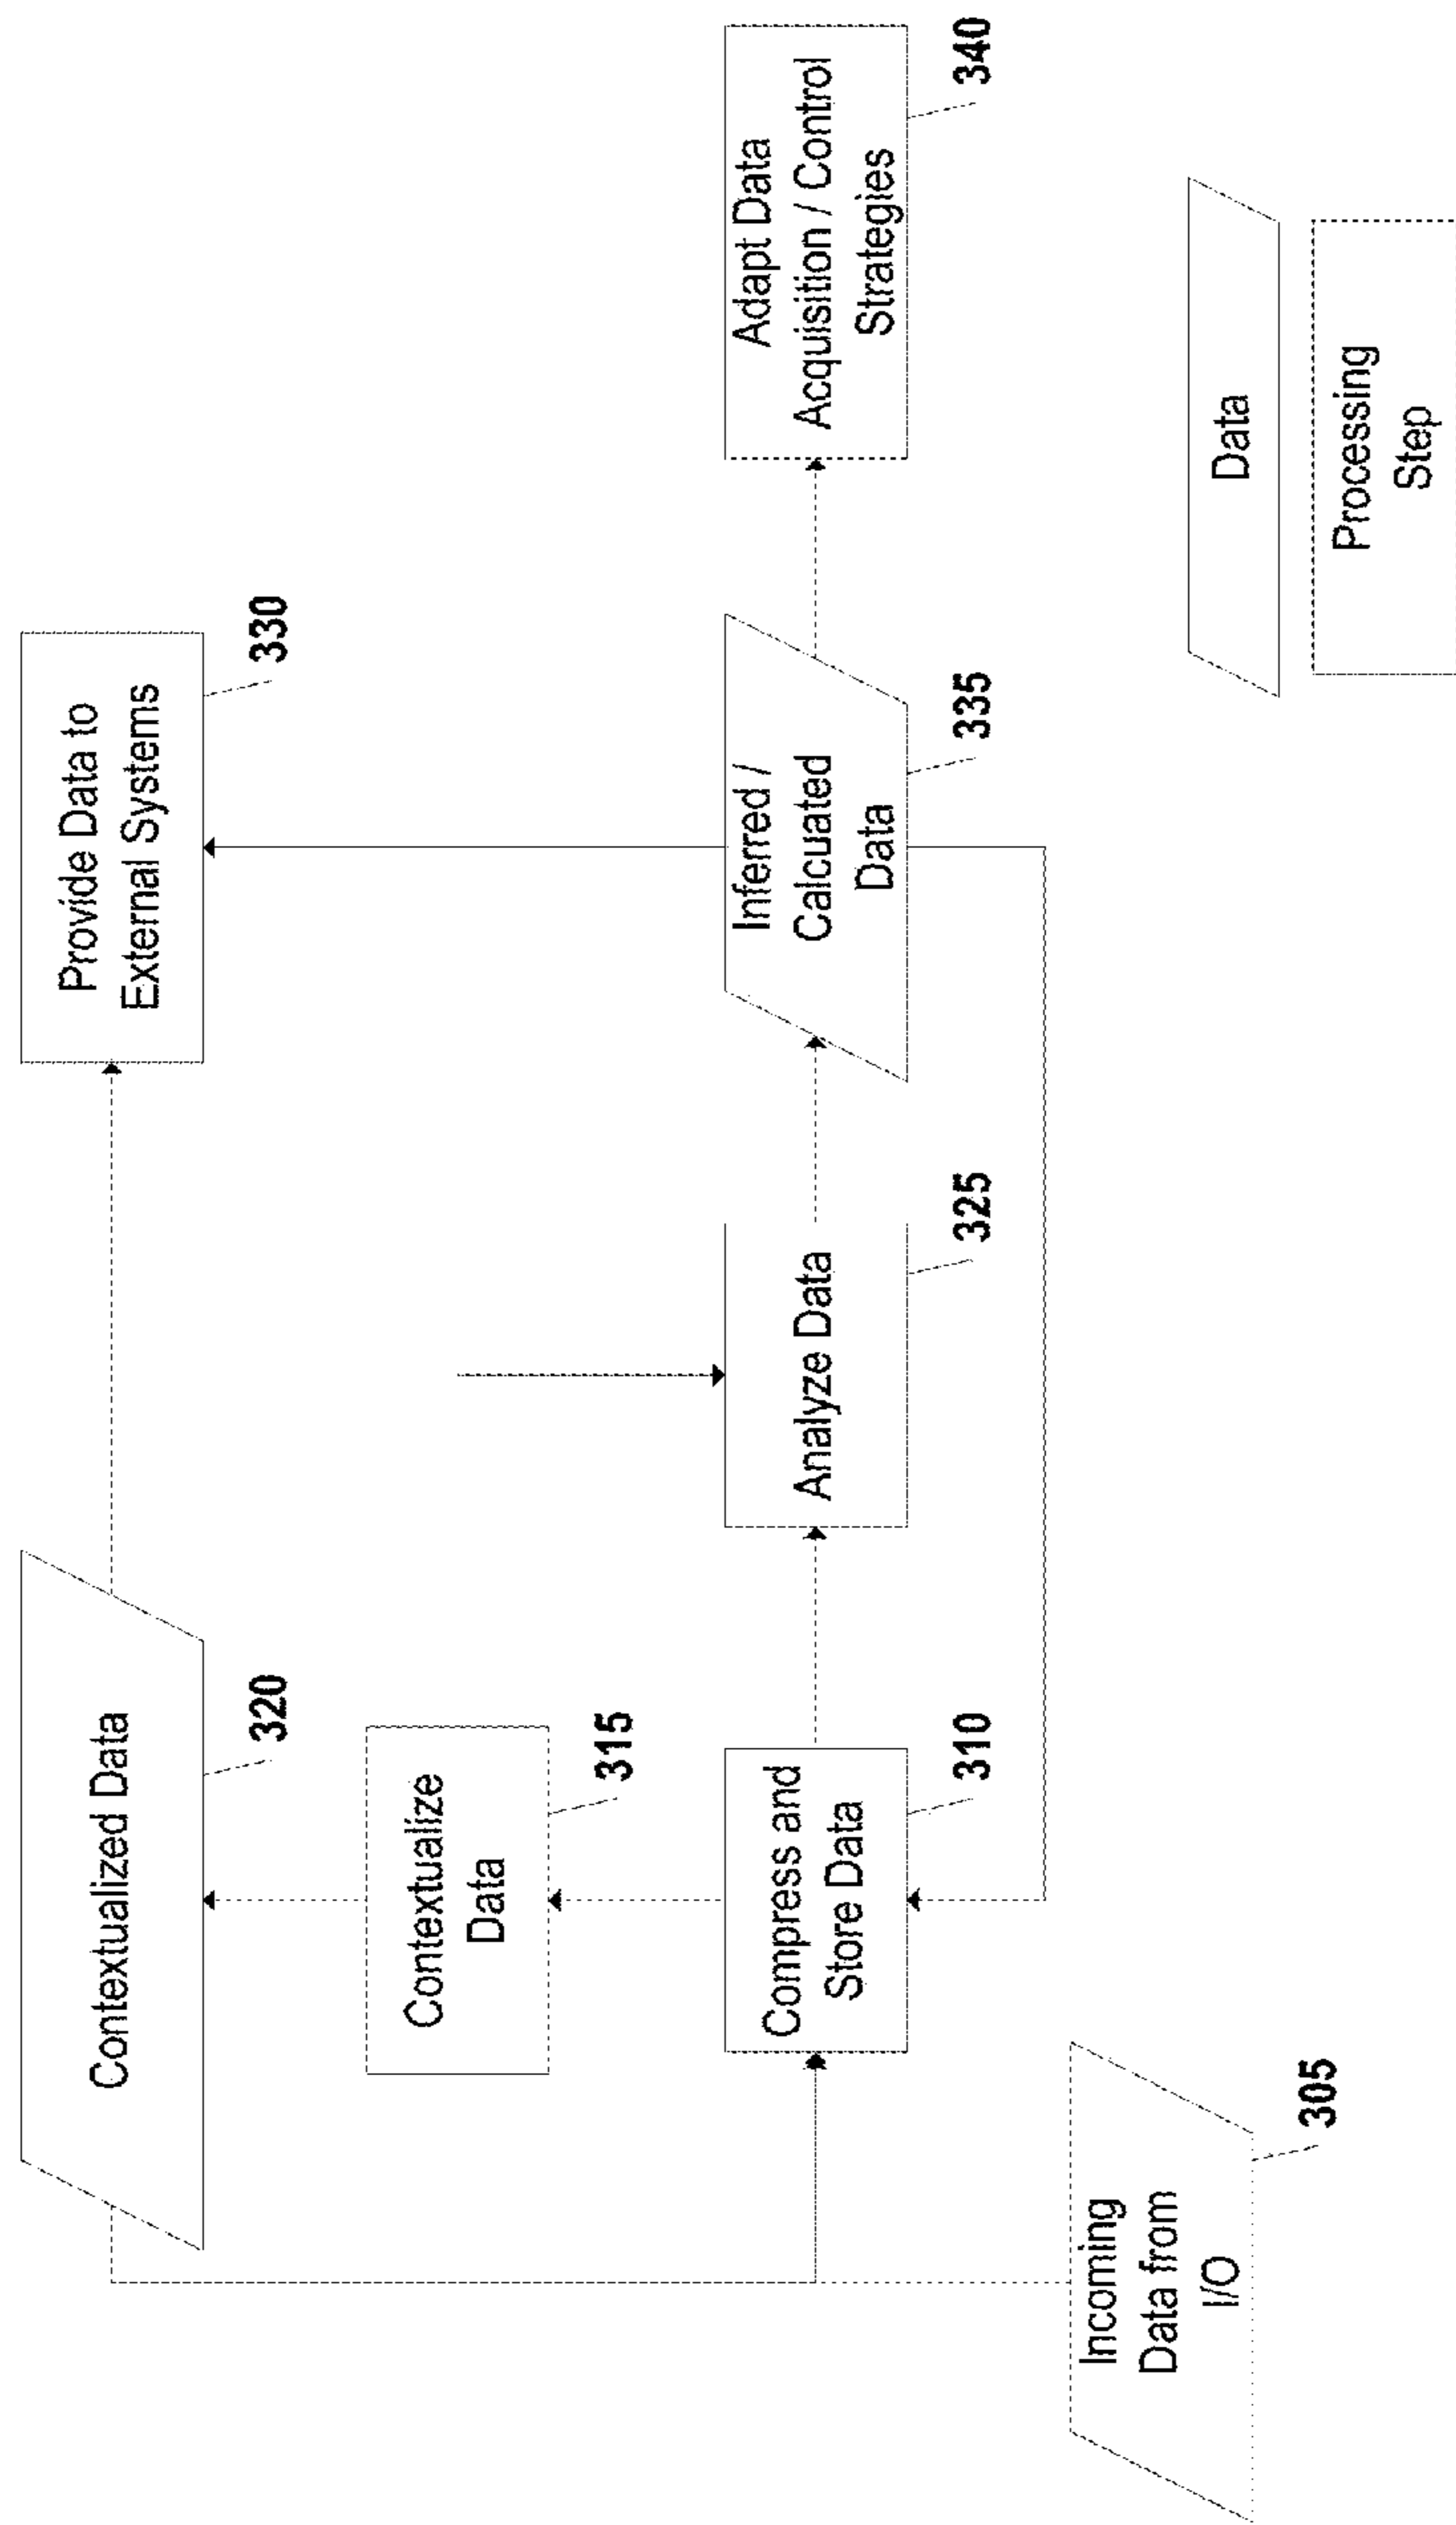 Contextualized Data
320
Provide Data to
External Systems
330
Contextualize
Data
315
Compress and
Store Data
310
Analyze Data
325
Inferred /
Calcuated
Data
335
Adapt Data
Acquisition / Control
Strategies
340
Incoming
Data from
I/O
305
Data
Processing
Step